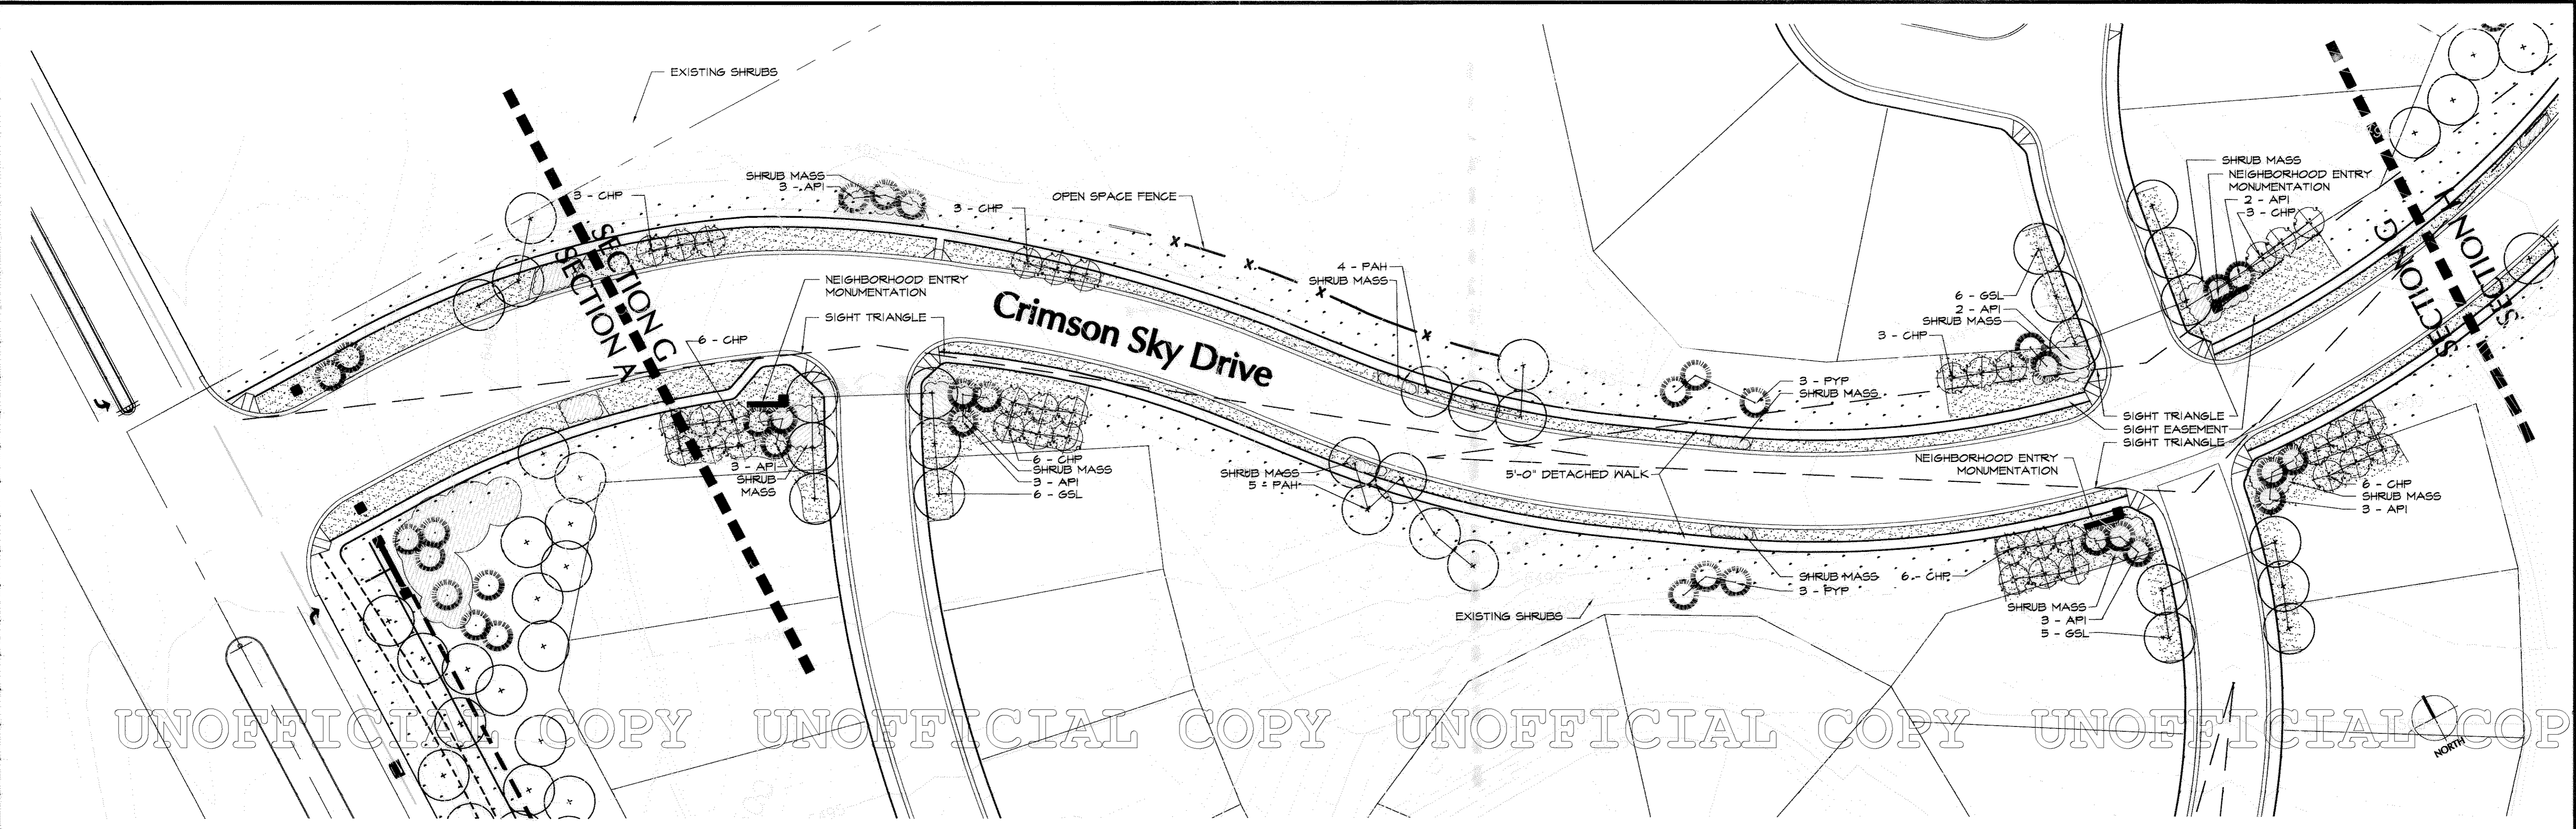 EXISTING SHRUBS
SHRUB MASS
3 - API
3 - CHP
3 - CHP
OPEN SPACE FENCE
X
X
X
X
SECTION G
SECTION A
NEIGHBORHOOD ENTRY
MONUMENTATION
SIGHT TRIANGLE
6 - CHP
Crimson Sky Drive
4 - PAH
SHRUB MASS
3 - API
SHRUB
MASS
6 - CHP
SHRUB MASS
3 - API
6 - GSL
SHRUB MASS
5 - PAH
5'-0" DETACHED WALK
3 - PYP
SHRUB MASS
6 - GSL
2 - API
SHRUB MASS
3 - CHP
SHRUB MASS
NEIGHBORHOOD ENTRY
MONUMENTATION
2 - API
3 - CHP
SECTION H
SECTION G
SIGHT TRIANGLE
SIGHT EASEMENT
SIGHT TRIANGLE
NEIGHBORHOOD ENTRY
MONUMENTATION
6 - CHP
SHRUB MASS
3 - API
SHRUB MASS
3 - PYP
6 - CHP
EXISTING SHRUBS
SHRUB MASS
3 - API
5 - GSL
NORTH
UNOFFICIAL COPY UNOFFICIAL COPY UNOFFICIAL COPY UNOFFICIAL COP